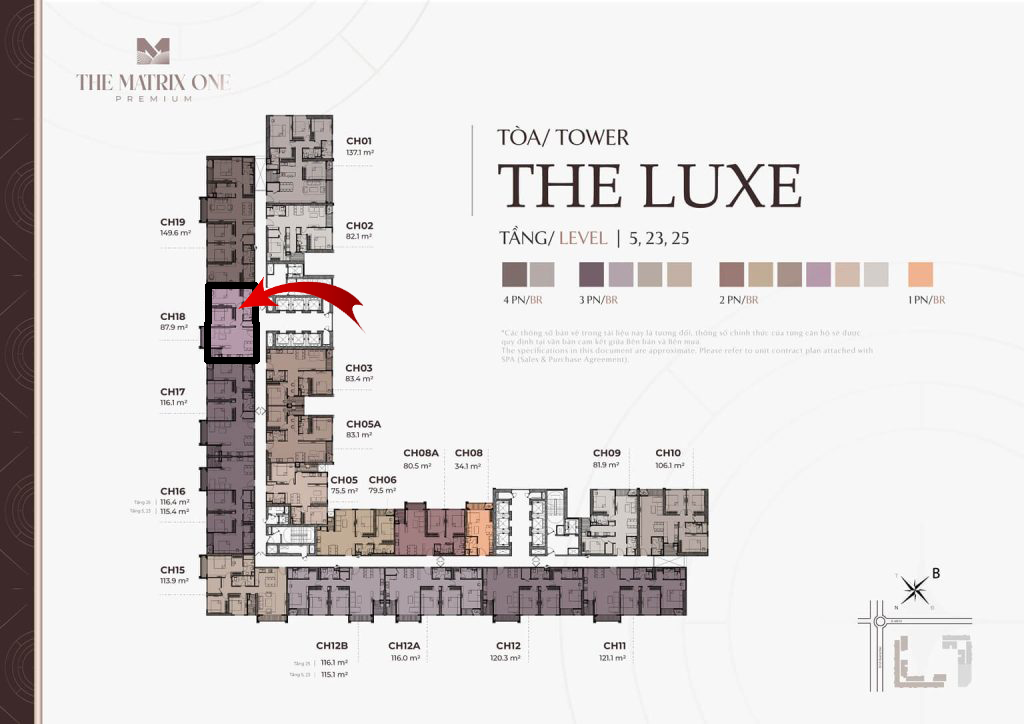 THE MATRIX ONE
PREMIUM
TÒA/ TOWER
THE LUXE
TẦNG/ LEVEL | 5, 23, 25
4 PN/BR
3 PN/BR
2 PN/BR
1 PN/BR
*Các thông số bản vẽ trong tài liệu này là tương đối, thông số chính thức của từng căn hộ sẽ được
quy định tại văn bản cam kết giữa Bên bán và Bên mua.
The specifications in this document are approximate. Please refer to unit contract plan attached with
SPA (Sales & Purchase Agreement).
CH01
137.1 m²
CH02
82.1 m²
CH19
149.6 m²
CH18
87.9 m²
CH03
83.4 m²
CH17
116.1 m²
CH05A
83.1 m²
CH08A
80.5 m²
CH08
34.1 m²
CH09
81.9 m²
CH10
106.1 m²
CH05
75.5 m²
CH06
79.5 m²
CH16
Tầng 25 | 116.4 m²
Tầng 5, 23 | 115.4 m²
CH15
113.9 m²
CH12B
Tầng 25 | 116.1 m²
Tầng 5, 23 | 115.1 m²
CH12A
116.0 m²
CH12
120.3 m²
CH11
121.1 m²
B
T
N